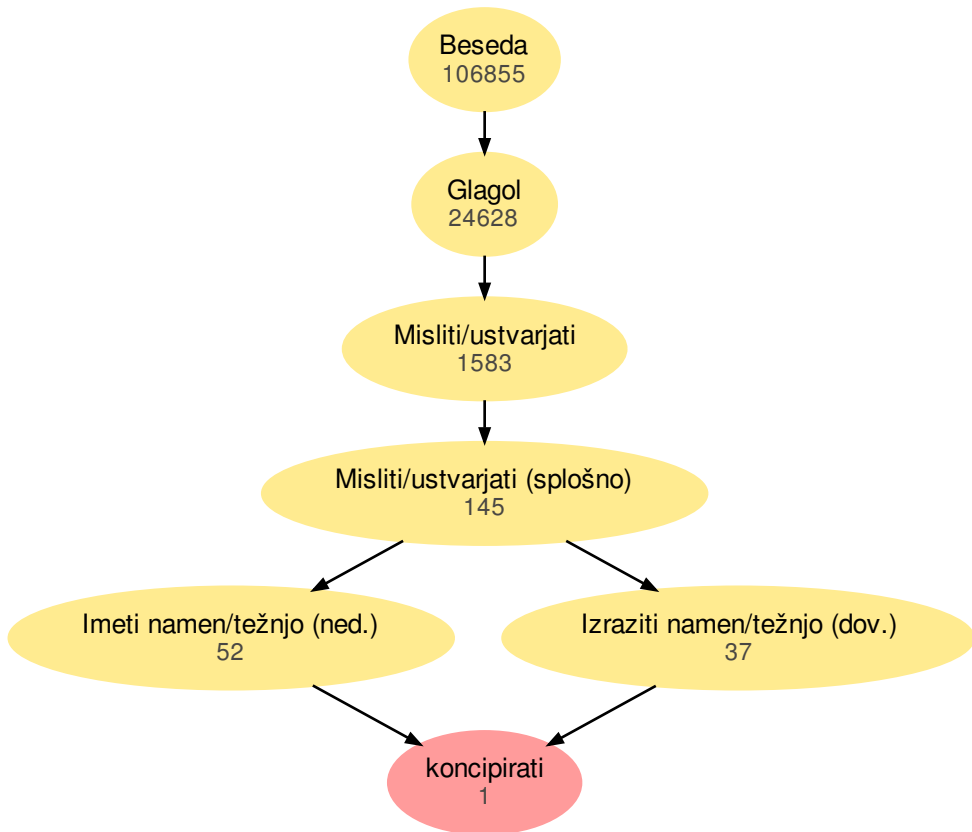 Beseda
106855
Glagol
24628
Misliti/ustvarjati
1583
Misliti/ustvarjati (splošno)
145
Imeti namen/težnjo (ned.)
52
Izraziti namen/težnjo (dov.)
37
koncipirati
1